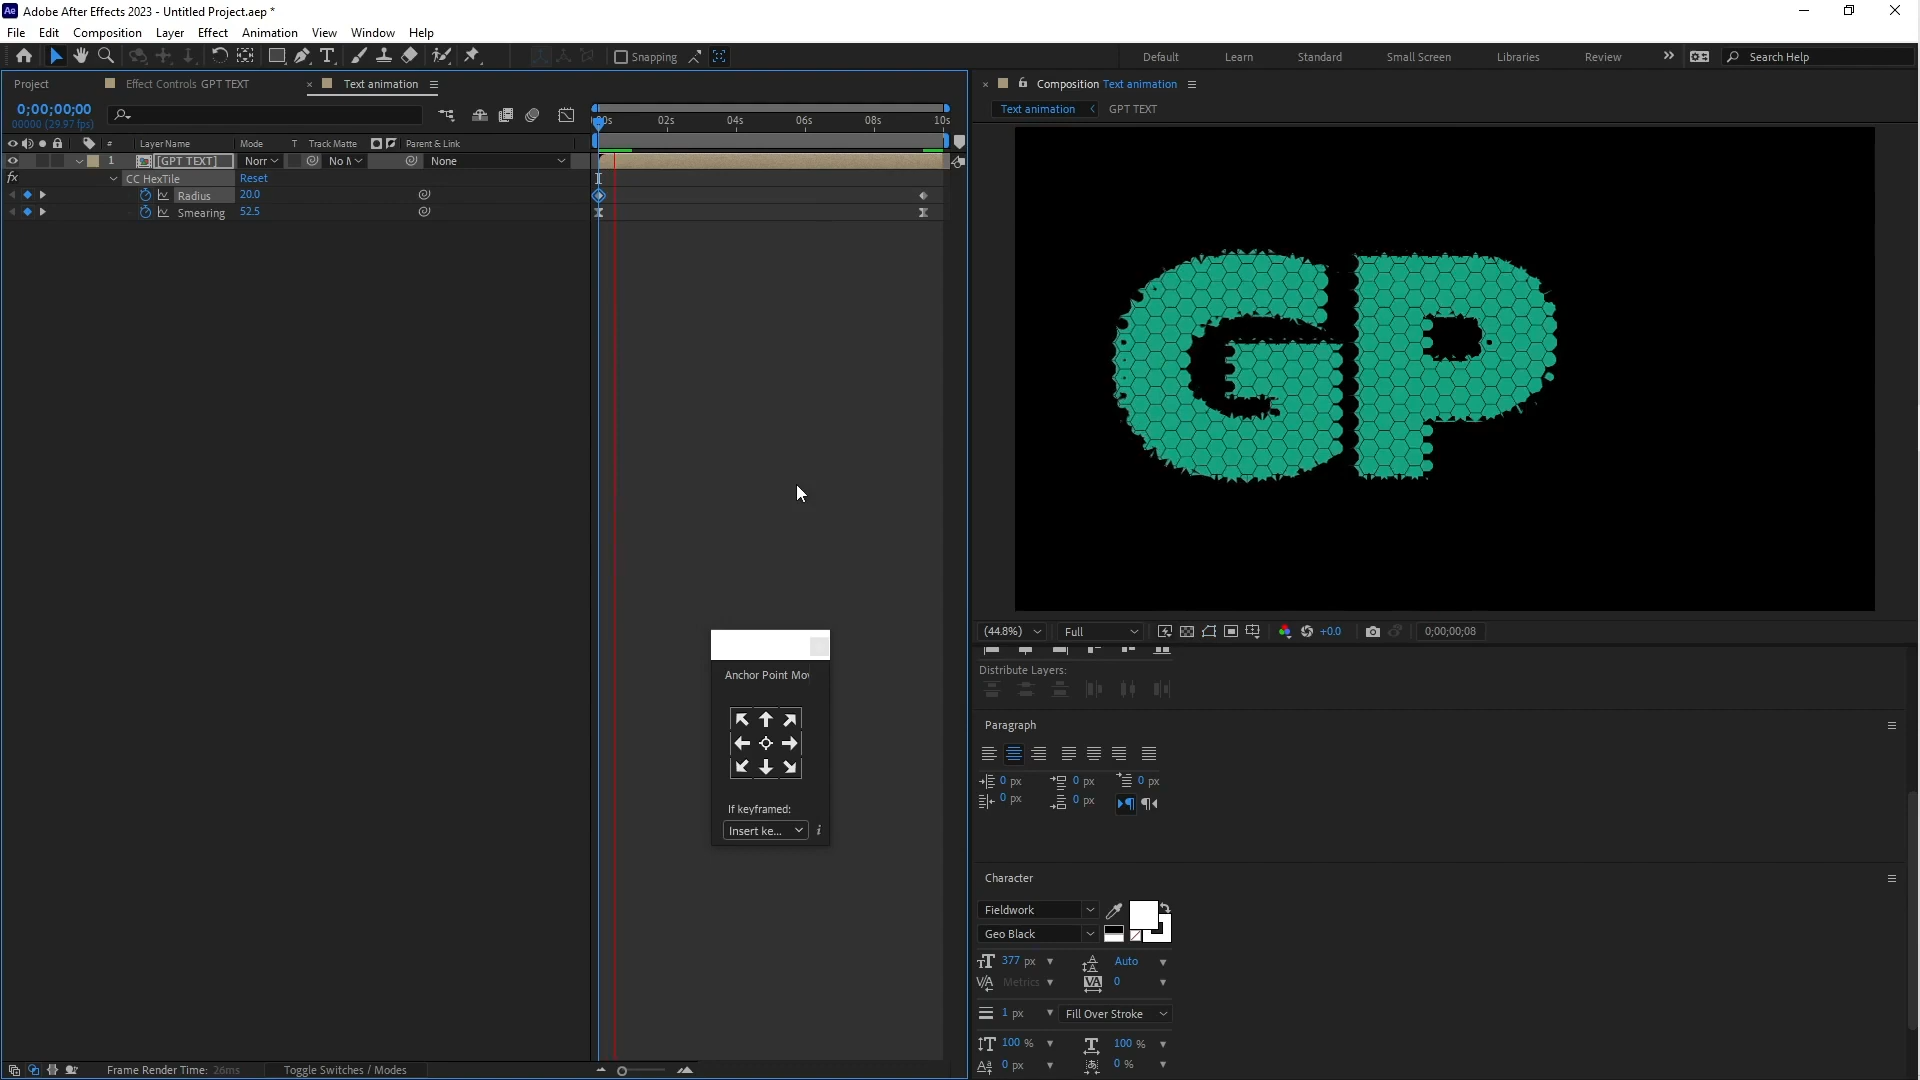 Ae Adobe After Effects 2023 - Untitled Project.aep *
File Edit Composition Layer Effect Animation View Window Help
Snapping
Default Learn Standard Small Screen Libraries Review Search Help
Project Effect Controls GPT TEXT Text animation
Composition Text animation
0;00;00;00
00000 (29.97 fps)
Text animation GPT TEXT
02s 04s 06s 08s 10s
# Layer Name Mode T Track Matte Parent & Link
1 [GPT TEXT] Norr None
fx CC HexTile Reset
Radius 20.0
Smearing 52.5
GP
(44.8%) Full +0.0 0;00;00;08
Distribute Layers:
Anchor Point Mov
If keyframed:
Insert ke... i
Paragraph
0 px 0 px 0 px
0 px 0 px
Character
Fieldwork
Geo Black
377 px Auto
Metrics 0
1 px Fill Over Stroke
100 % 100 %
0 px 0 %
Frame Render Time: 26ms Toggle Switches / Modes